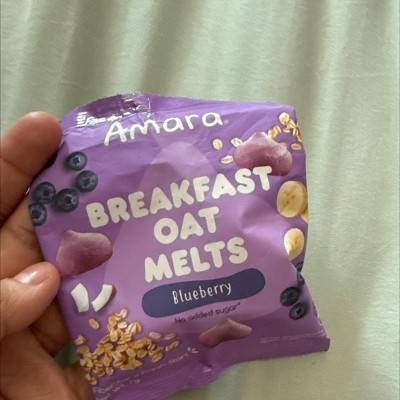 Amara®
BREAKFAST
OAT
MELTS
Blueberry
No added sugar*